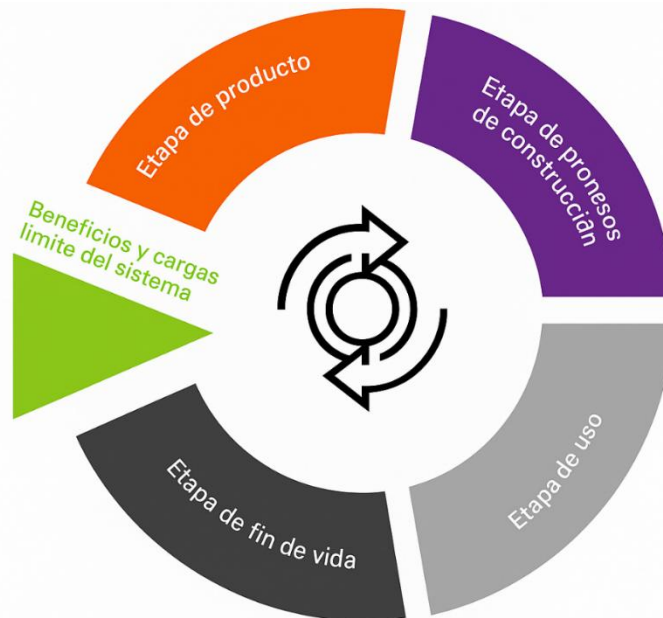 Etapa de producto
Etapa de pronesos
de construcciân
Etapa de uso
Etapa de fin de vida
Beneficios y cargas
limite del sistema